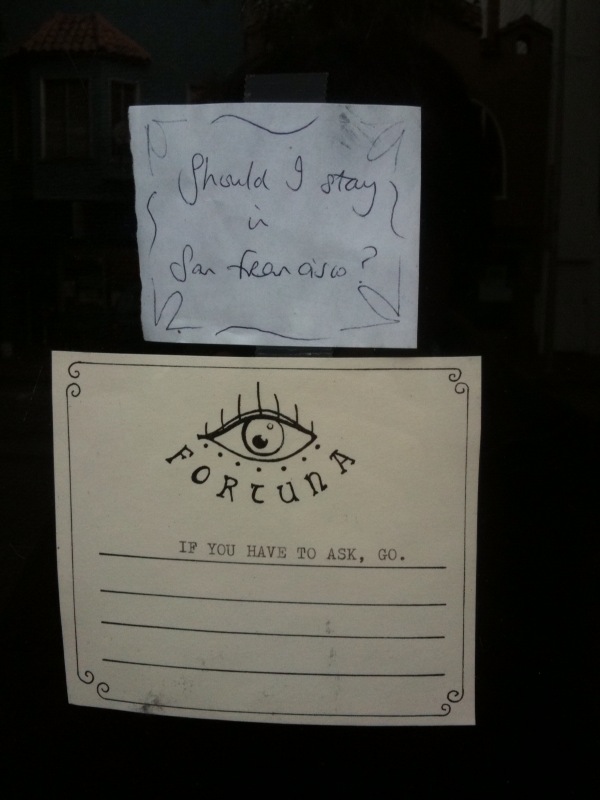 Should I stay
in
San francisco?
FORTUNA
IF YOU HAVE TO ASK, GO.